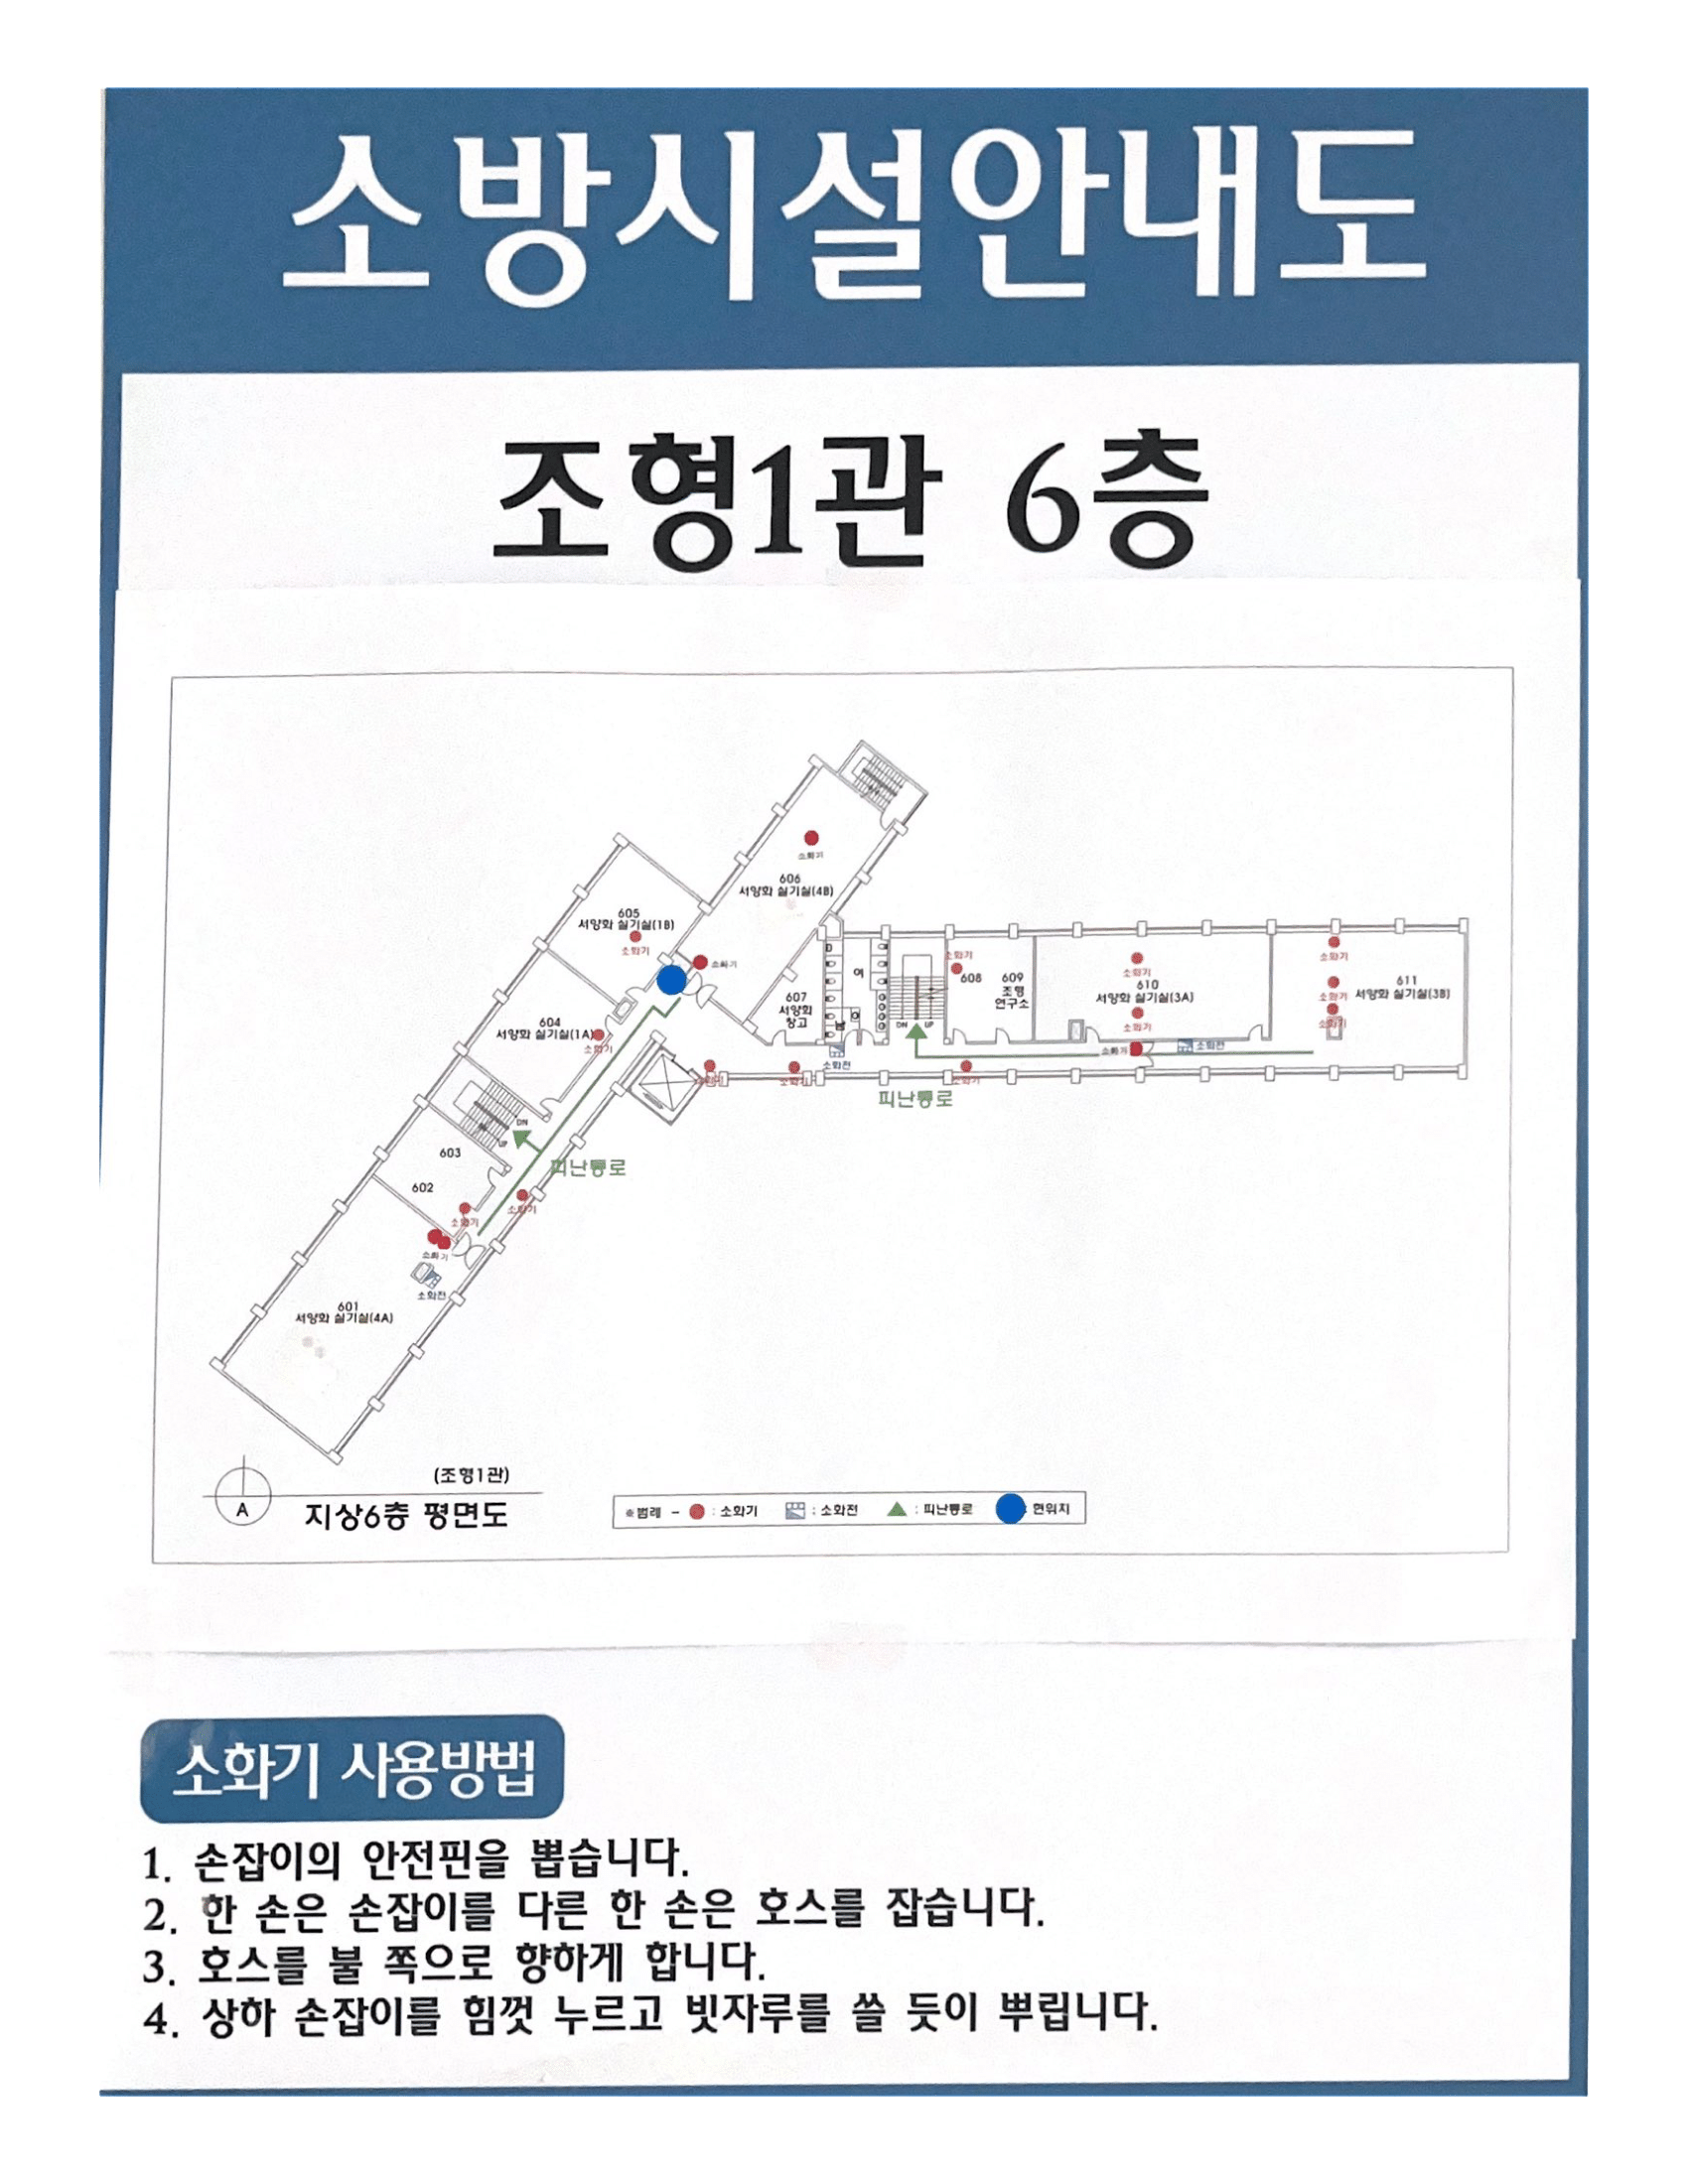 소방시설안내도
조형1관 6층
소화기
606
서양화 실기실(4B)
605
서양화 실기실(1B)
소화기
소화기
604
서양화 실기실(1A)
소화기
607
서양화
창고
여
남
소화전
DN UP
소화기
608
609
조명
연구소
소화기
610
서양화 실기실(3A)
소화기
소화기
소화전
소화기
소화기
소화기
611
서양화 실기실(3B)
소화기
소화기
피난통로
DN
UP
603
602
피난통로
소화기
소화기
소화기
소화전
601
서양화 실기실(4A)
A
(조형1관)
지상6층 평면도
※범례 - : 소화기 : 소화전 : 피난통로 : 현위치
소화기 사용방법
1. 손잡이의 안전핀을 뽑습니다.
2. 한 손은 손잡이를 다른 한 손은 호스를 잡습니다.
3. 호스를 불 쪽으로 향하게 합니다.
4. 상하 손잡이를 힘껏 누르고 빗자루를 쓸 듯이 뿌립니다.